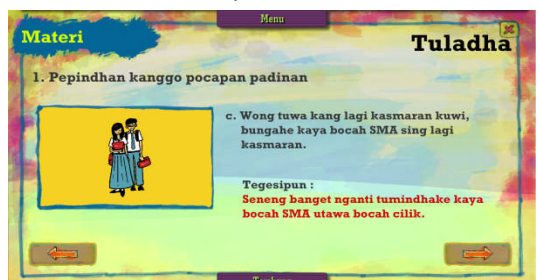 Menu
Materi
Tuladha
1. Pepindhan kanggo pocapan padinan
c. Wong tuwa kang lagi kasmaran kuwi,
bungahe kaya bocah SMA sing lagi
kasmaran.
Tegesipun :
Seneng banget nganti tumindhake kaya
bocah SMA utawa bocah cilik.